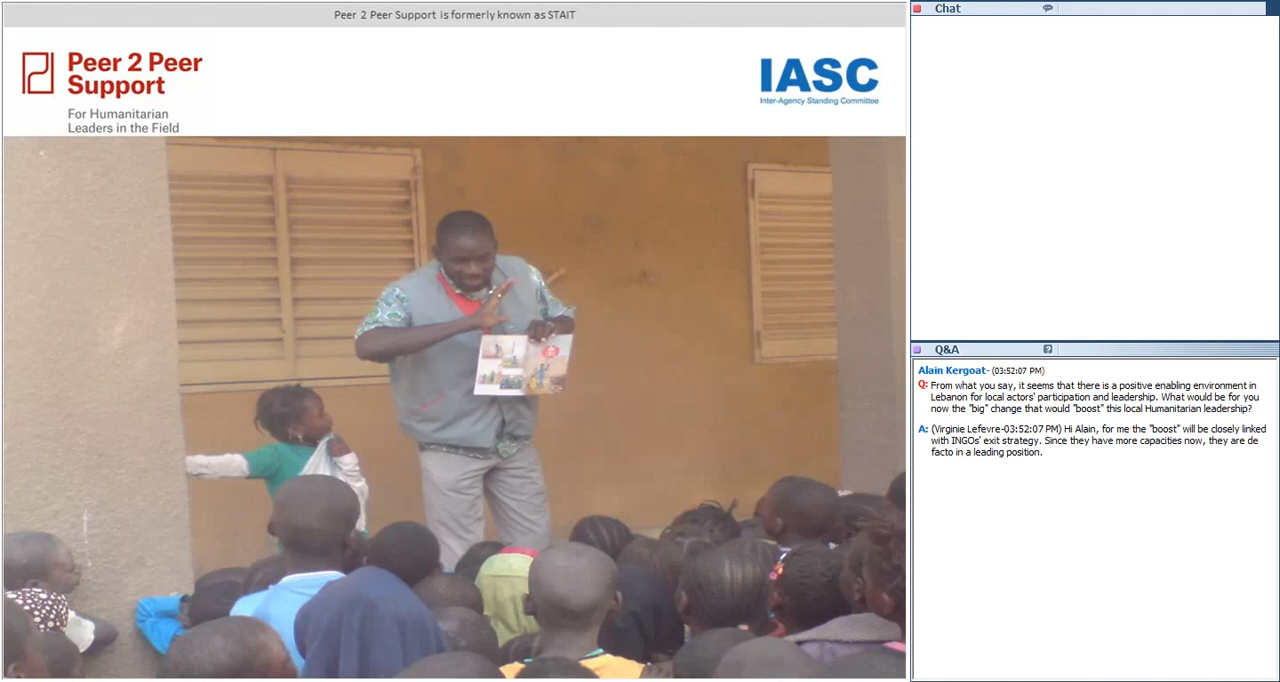 Peer 2 Peer Support is formerly known as STAIT
Peer 2 Peer
Support
For Humanitarian
Leaders in the Field
IASC
Inter-Agency Standing Committee
Chat
Q&A
Alain Kergoat- (03:52:07 PM)
Q: From what you say, it seems that there is a positive enabling environment in
Lebanon for local actors' participation and leadership. What would be for you
now the "big" change that would "boost" this local Humanitarian leadership?
A: (Virginie Lefevre-03:52:07 PM) Hi Alain, for me the "boost" will be closely linked
with INGOs' exit strategy. Since they have more capacities now, they are de
facto in a leading position.